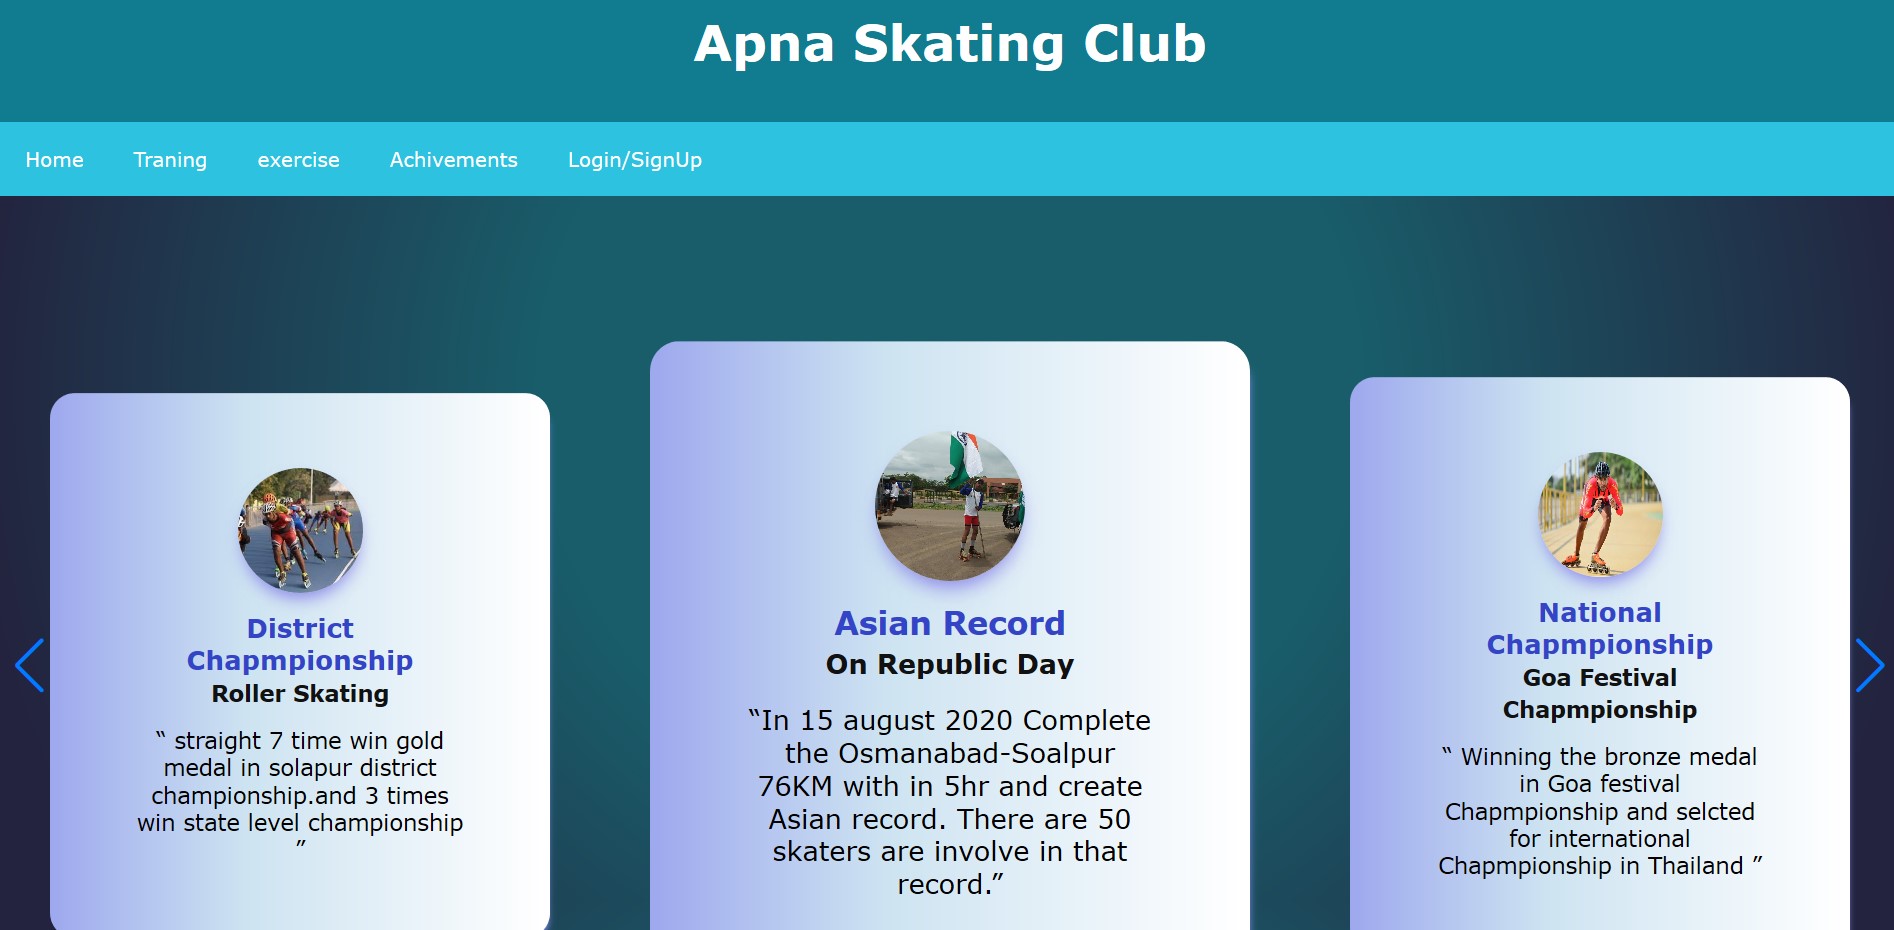 Apna Skating Club
Home
Traning
exercise
Achivements
Login/SignUp
District
Chapmpionship
Roller Skating
“ straight 7 time win gold
medal in solapur district
championship.and 3 times
win state level championship
”
Asian Record
On Republic Day
“In 15 august 2020 Complete
the Osmanabad-Soalpur
76KM with in 5hr and create
Asian record. There are 50
skaters are involve in that
record.”
National
Chapmpionship
Goa Festival
Chapmpionship
“ Winning the bronze medal
in Goa festival
Chapmpionship and selcted
for international
Chapmpionship in Thailand ”